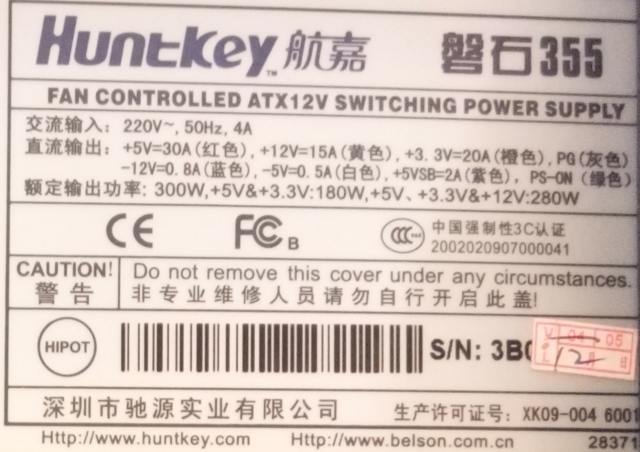 Huntkey 航嘉 磐石355
TM
FAN CONTROLLED ATX12V SWITCHING POWER SUPPLY
交流输入: 220V~, 50Hz, 4A
直流输出: +5V=30A(红色), +12V=15A(黄色), +3.3V=20A(橙色), PG(灰色)
-12V=0.8A(蓝色), -5V=0.5A(白色), +5VSB=2A(紫色), PS-ON (绿色)
额定输出功率: 300W,+5V&+3.3V:180W,+5V、+3.3V&+12V:280W
CE FC B CCC 中国强制性3C认证
2002020907000041
CAUTION! Do not remove this cover under any circumstances.
警告 非专业维修人员请勿自行开启此盖!
HIPOT S/N: 3B
04 05
12
深圳市驰源实业有限公司 生产许可证号: XK09-004 6001
Http://www.huntkey.com Http://www.belson.com.cn 28371